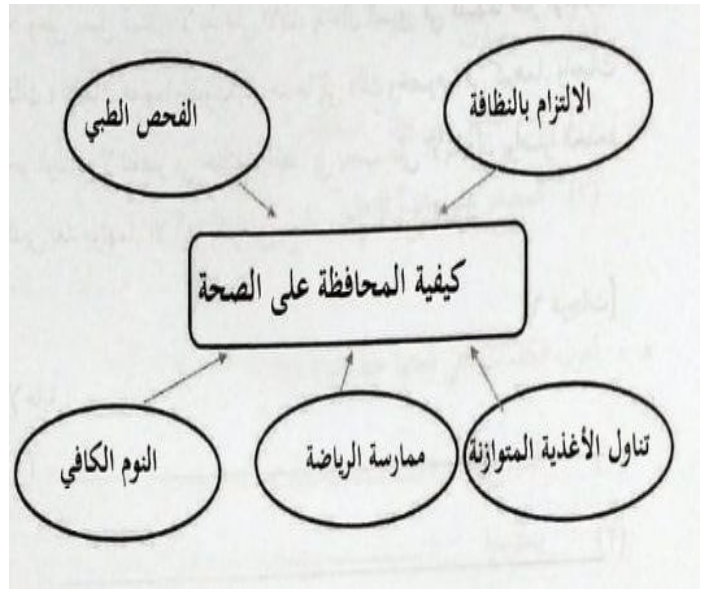 الالتزام بالنظافة
الفحص الطبي
كيفية المحافظة على الصحة
تناول الأغذية المتوازنة
ممارسة الرياضة
النوم الكافي